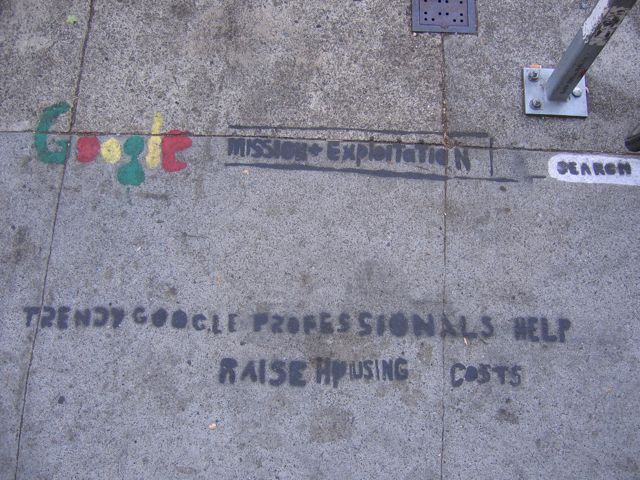 Google MISSION+ ExploitatioN SEARCH
TRENDY GOOGLE PROFESSIONALS HELP
RAISE HOUSING COSTS